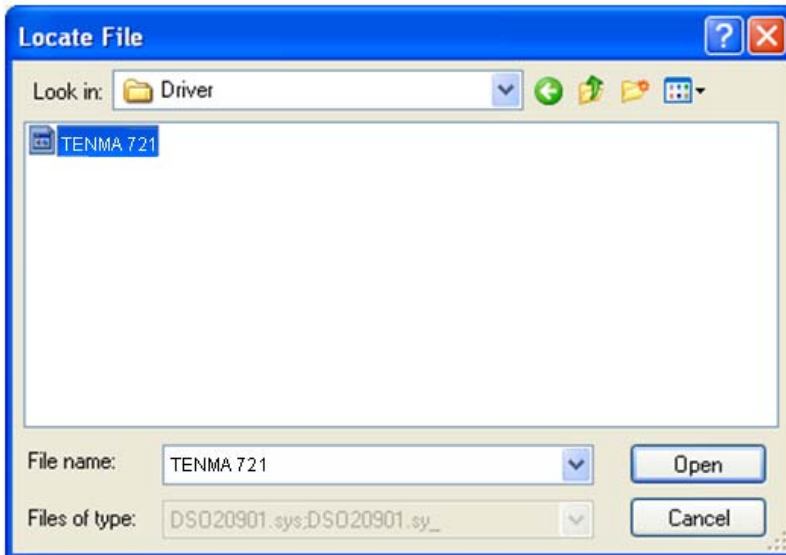 Locate File
Look in: Driver
TENMA 721
File name: TENMA 721 Open
Files of type: DSO20901.sys;DSO20901.sy_ Cancel